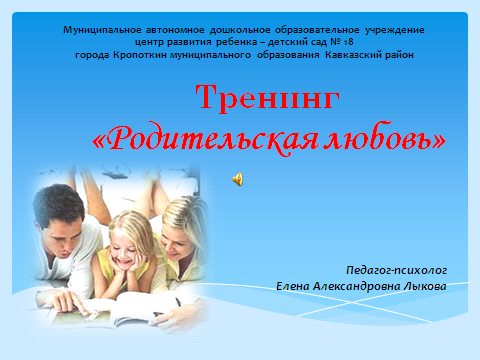 Муниципальное автономное дошкольное образовательное учреждение
центр развития ребенка – детский сад № 18
города Кропоткин муниципального образования Кавказский район
Тренинг
«Родительская любовь»
Педагог-психолог
Елена Александровна Лыкова